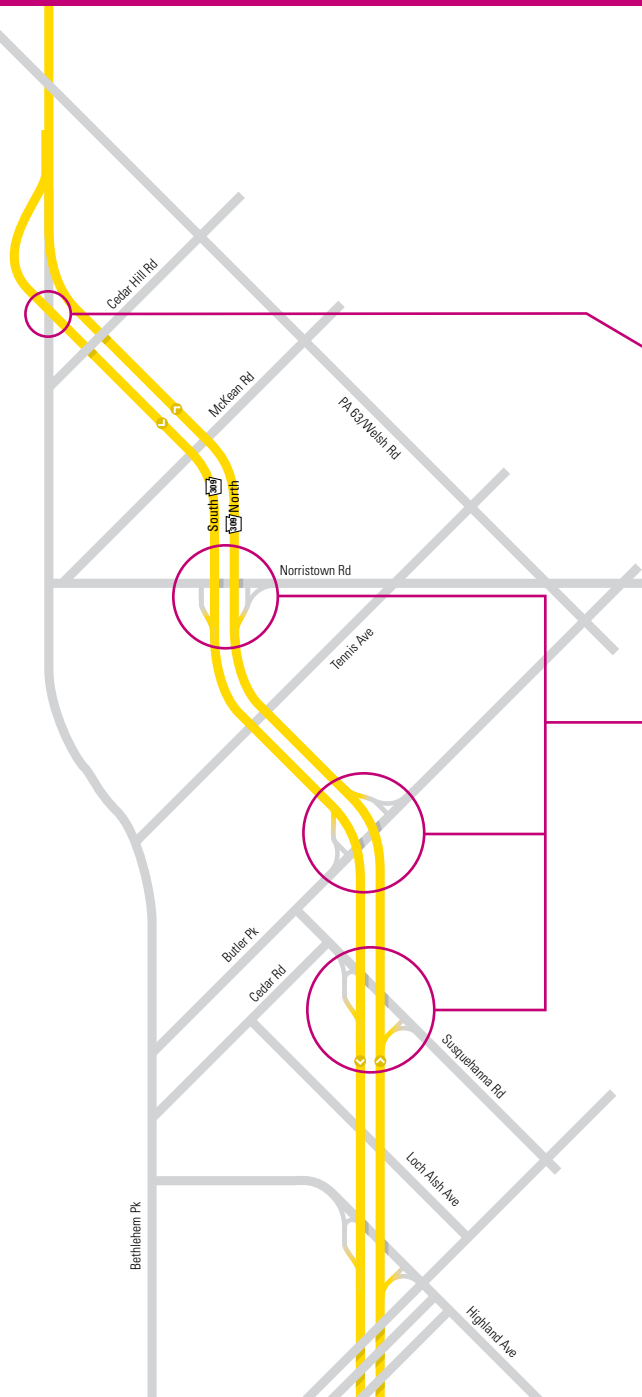 Cedar Hill Rd
McKean Rd
PA 63/Welsh Rd
South 309
309 North
Norristown Rd
Tennis Ave
Butler Pk
Cedar Rd
Susquehanna Rd
Loch Alsh Ave
Bethlehem Pk
Highland Ave